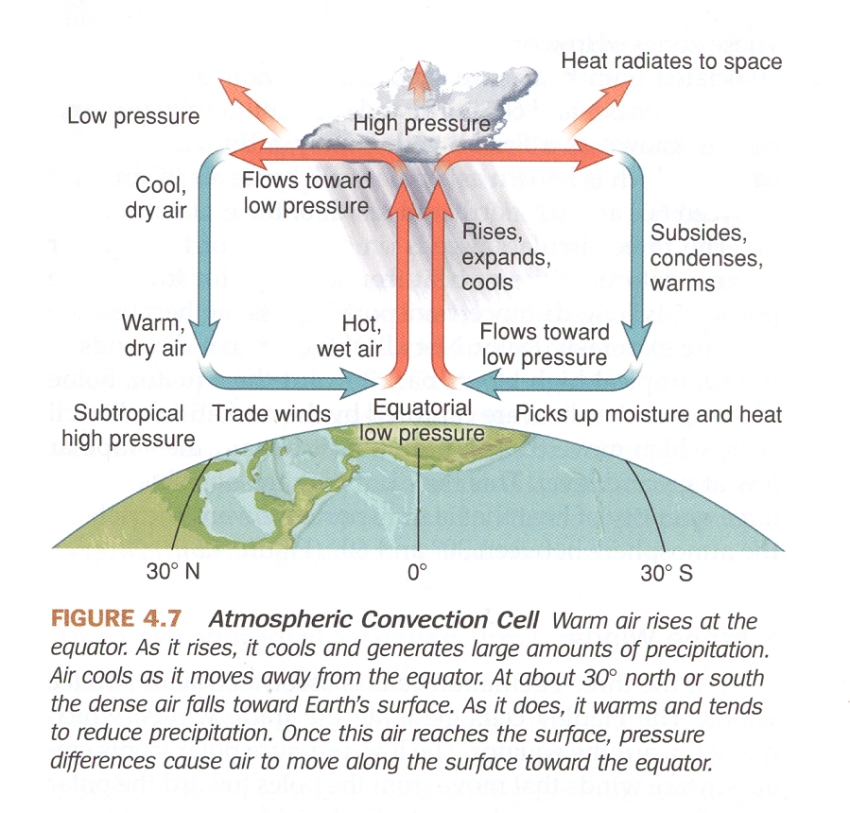 Heat radiates to space
Low pressure
High pressure
Cool,
dry air
Flows toward
low pressure
Rises,
expands,
cools
Subsides,
condenses,
warms
Warm,
dry air
Hot,
wet air
Flows toward
low pressure
Subtropical
high pressure
Trade winds
Equatorial
low pressure
Picks up moisture and heat
30° N
0°
30° S
FIGURE 4.7 Atmospheric Convection Cell Warm air rises at the
equator. As it rises, it cools and generates large amounts of precipitation.
Air cools as it moves away from the equator. At about 30° north or south
the dense air falls toward Earth's surface. As it does, it warms and tends
to reduce precipitation. Once this air reaches the surface, pressure
differences cause air to move along the surface toward the equator.